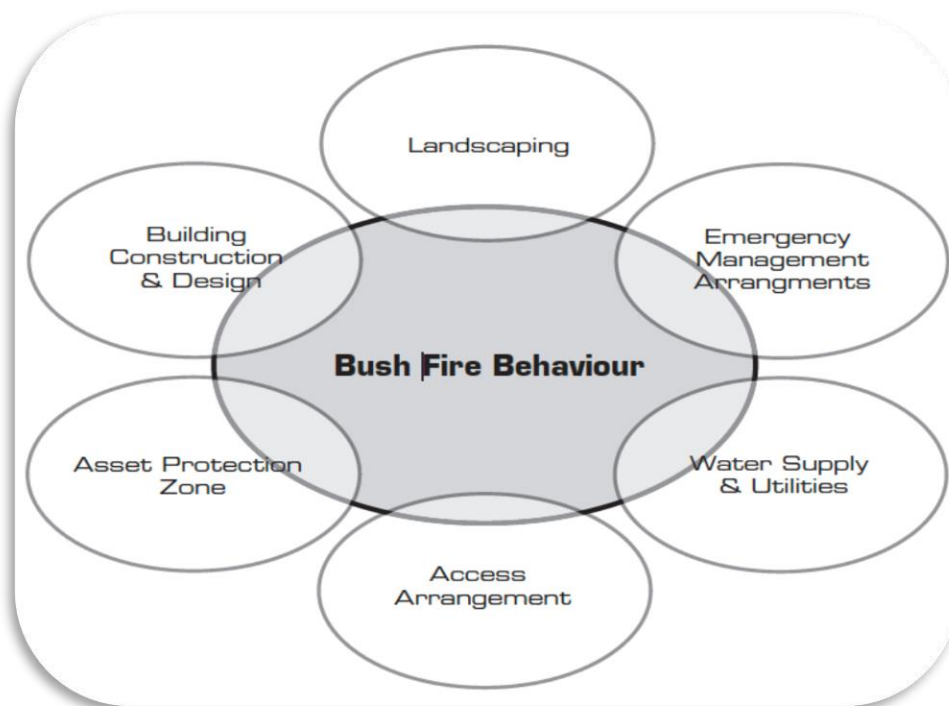 Landscaping
Building
Construction
& Design
Emergency
Management
Arrangments
Bush Fire Behaviour
Asset Protection
Zone
Water Supply
& Utilities
Access
Arrangement